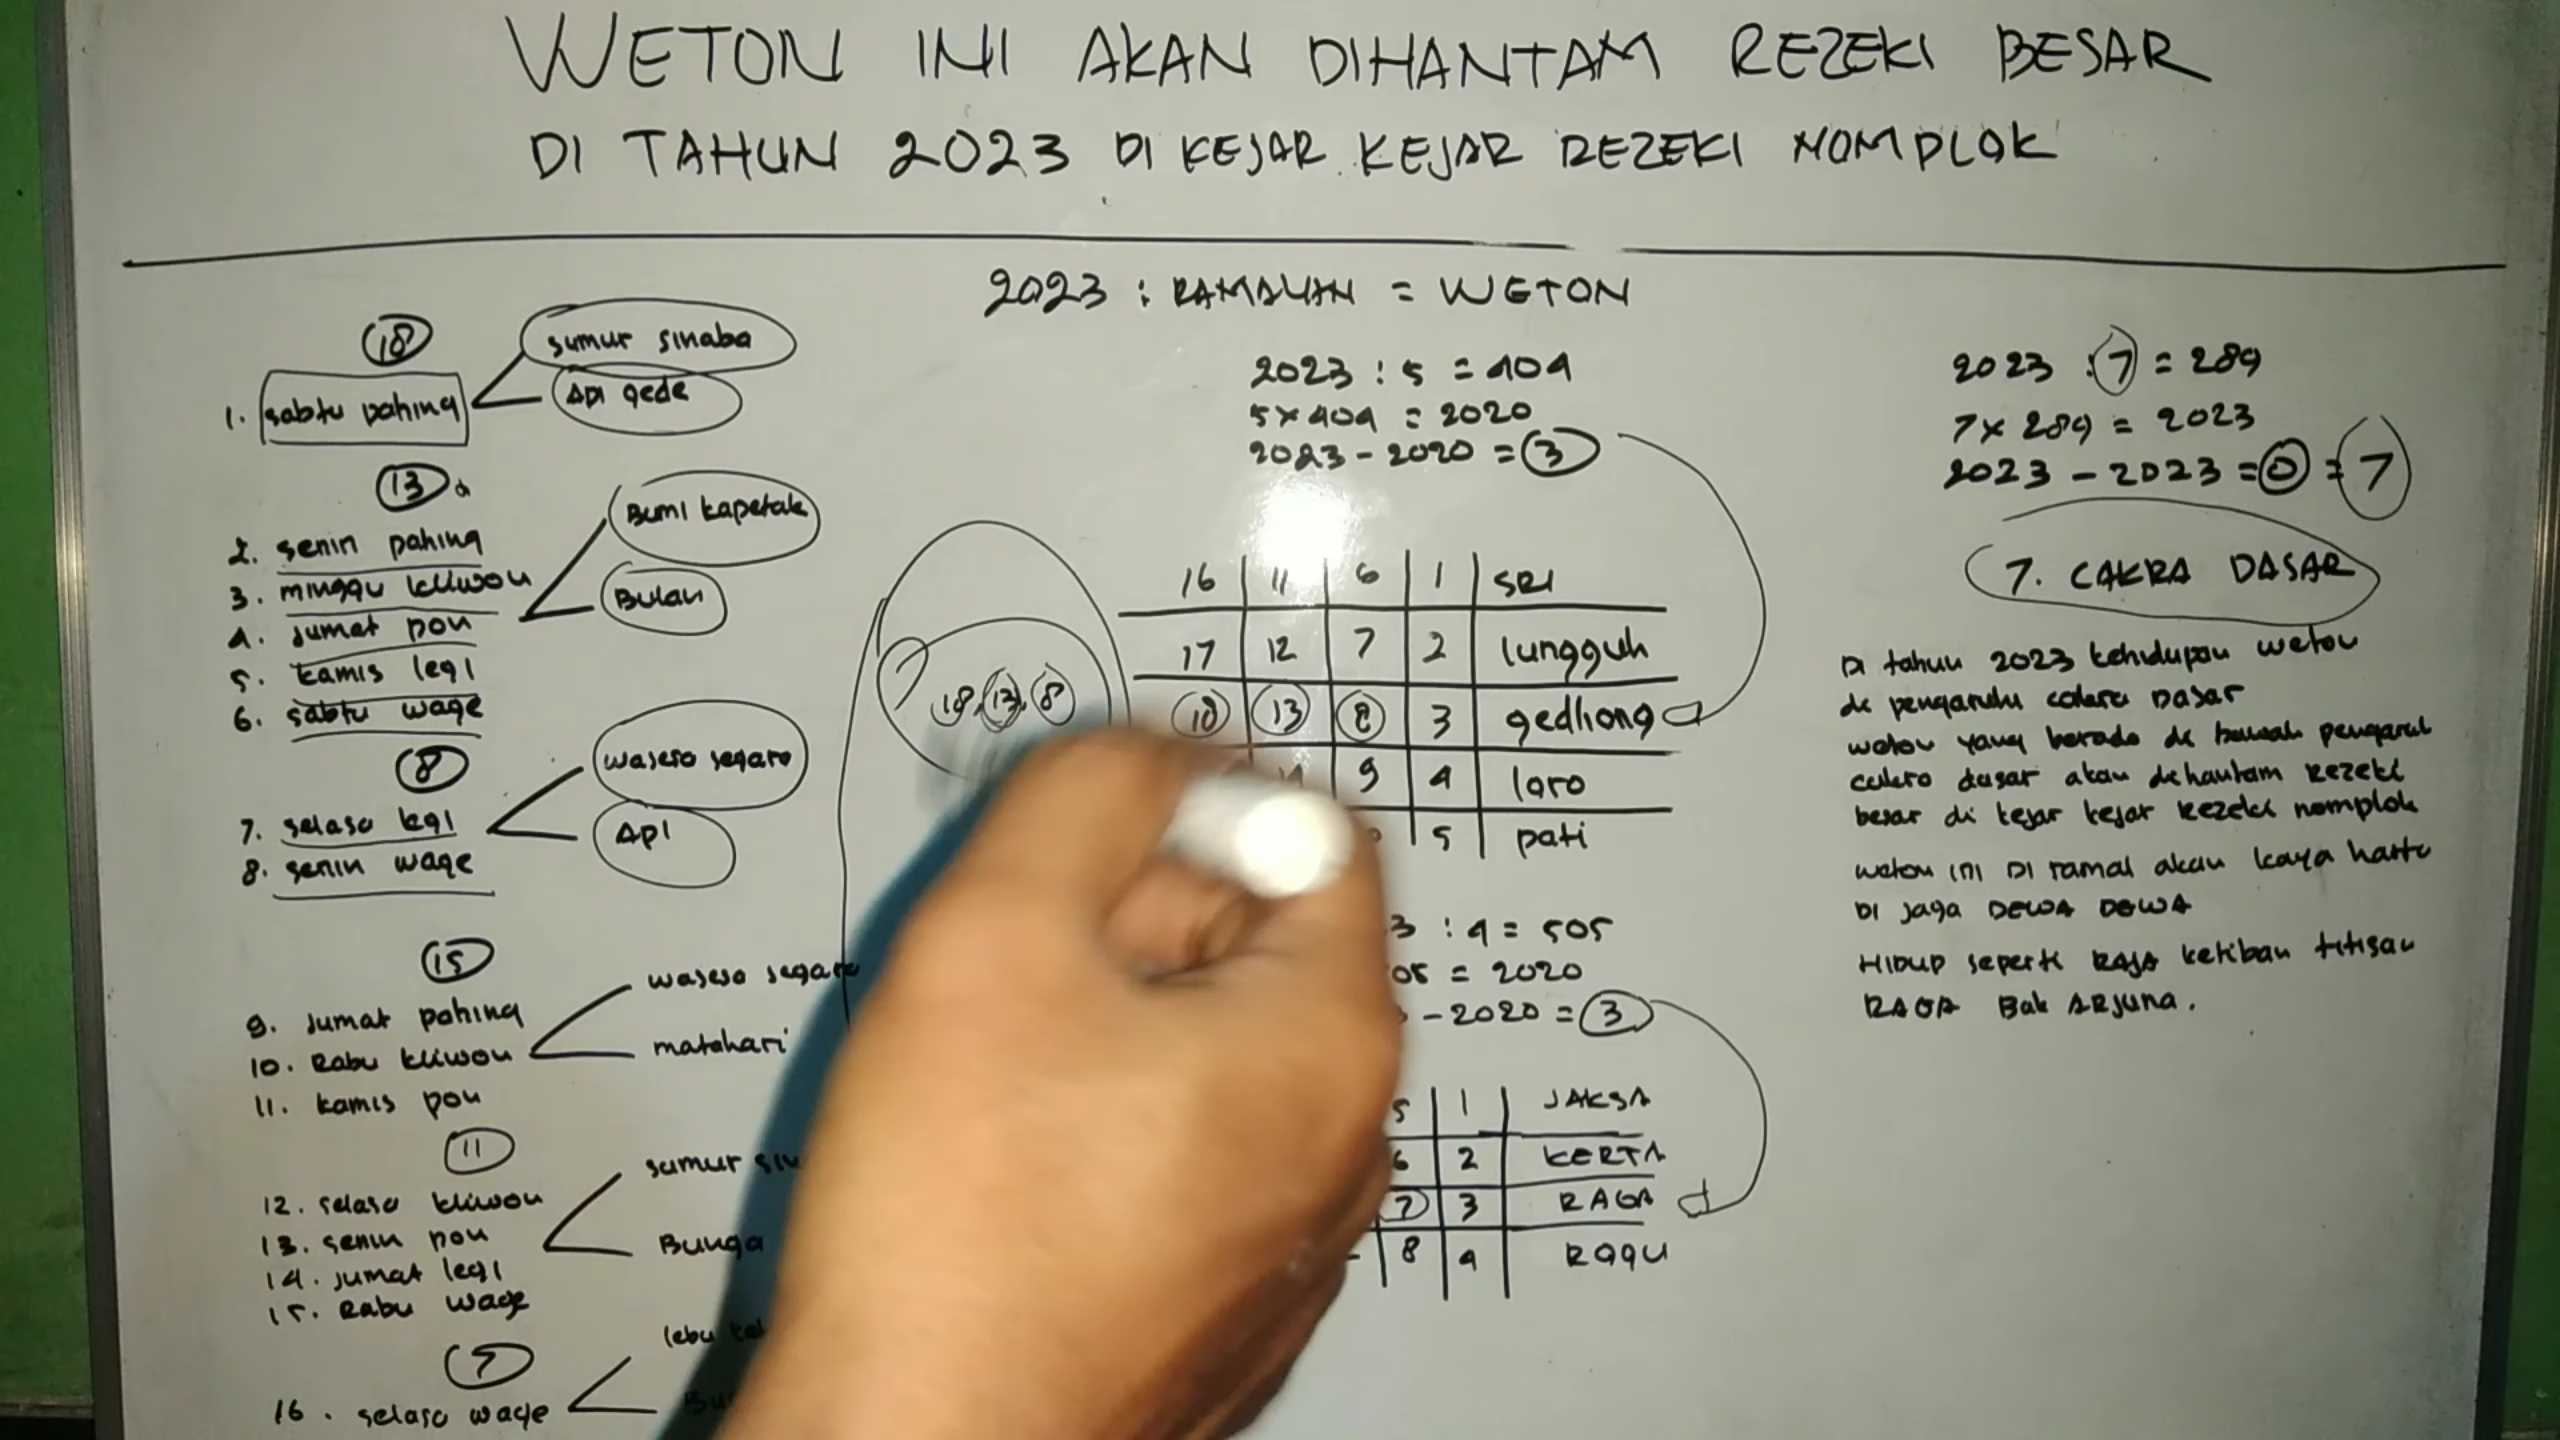 WETON INI AKAN DIHANTAM REZEKI BESAR
DI TAHUN 2023 DI KEJAR KEJAR REZEKI NOMPLOK
2023 : RAMALAN = WETON
18
1. sabtu pahing
sumur sinaba
Api gede
13
2. senin pahing
3. minggu kliwon
4. jumat pon
5. kamis legi
6. sabtu wage
Bumi kapetak
Bulan
8
7. selasa legi
8. senin wage
waseso segoro
Api
15
9. jumat pahing
10. Rabu kliwon
11. kamis pon
waseso segaro
matahari
11
12. selasa kliwon
13. senin pon
14. jumat legi
15. Rabu wage
sumur
Bunga
7
16. selasa wage
lebu
18, 13, 8
2023 : 5 = 404
5 x 404 = 2020
2023 - 2020 = 3
16 11 6 1 SRI
17 12 7 2 lungguh
18 13 8 3 gedhong
9 4 loro
5 pati
3 : 4 = 505
05 = 2020
- 2020 = 3
5 1 JAKSA
6 2 KERTA
7 3 RAGA
8 4 RAGU
2023 : 7 = 289
7 x 289 = 2023
2023 - 2023 = 0 = 7
7. CAKRA DASAR
Di tahun 2023 kehidupan weton
di pengaruhi cakra Dasar
weton yang berada di bawah pengaruh
cakra dasar akan dihantam Rezeki
besar di kejar kejar Rezeki nomplok
weton ini Di ramal akan kaya harta
Di jaga DEWA DEWA
HIDUP seperti RAJA ketiban titisan
RAGA Bak ARJUNA.